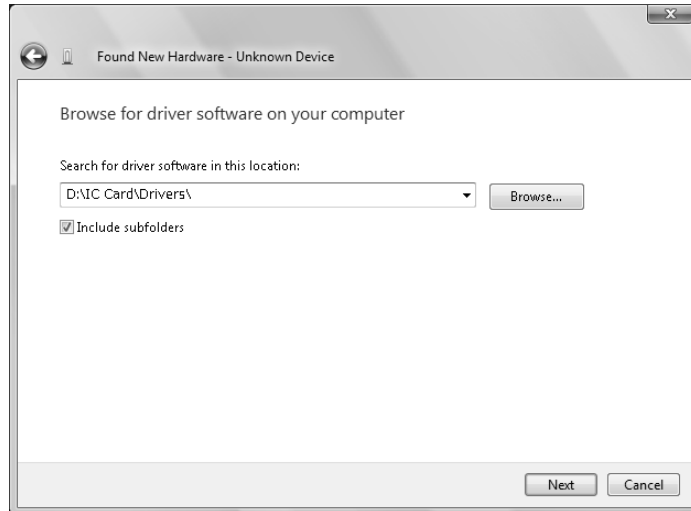 Found New Hardware - Unknown Device
Browse for driver software on your computer
Search for driver software in this location:
D:\IC Card\Drivers\
Browse...
Include subfolders
Next
Cancel